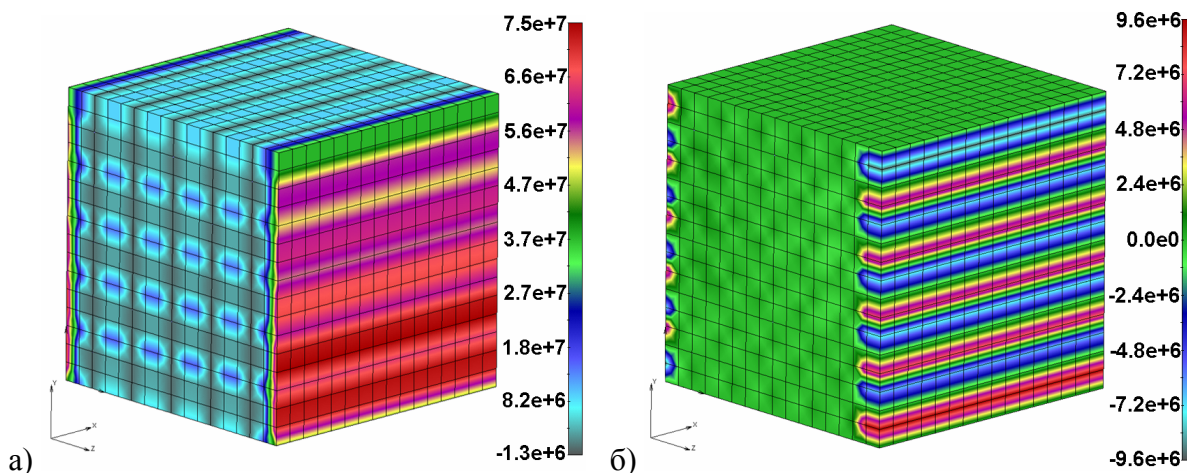 7.5e+7
6.6e+7
5.6e+7
4.7e+7
3.7e+7
2.7e+7
1.8e+7
8.2e+6
-1.3e+6
Y
X
Z
а)
9.6e+6
7.2e+6
4.8e+6
2.4e+6
0.0e0
-2.4e+6
-4.8e+6
-7.2e+6
-9.6e+6
Y
X
Z
б)